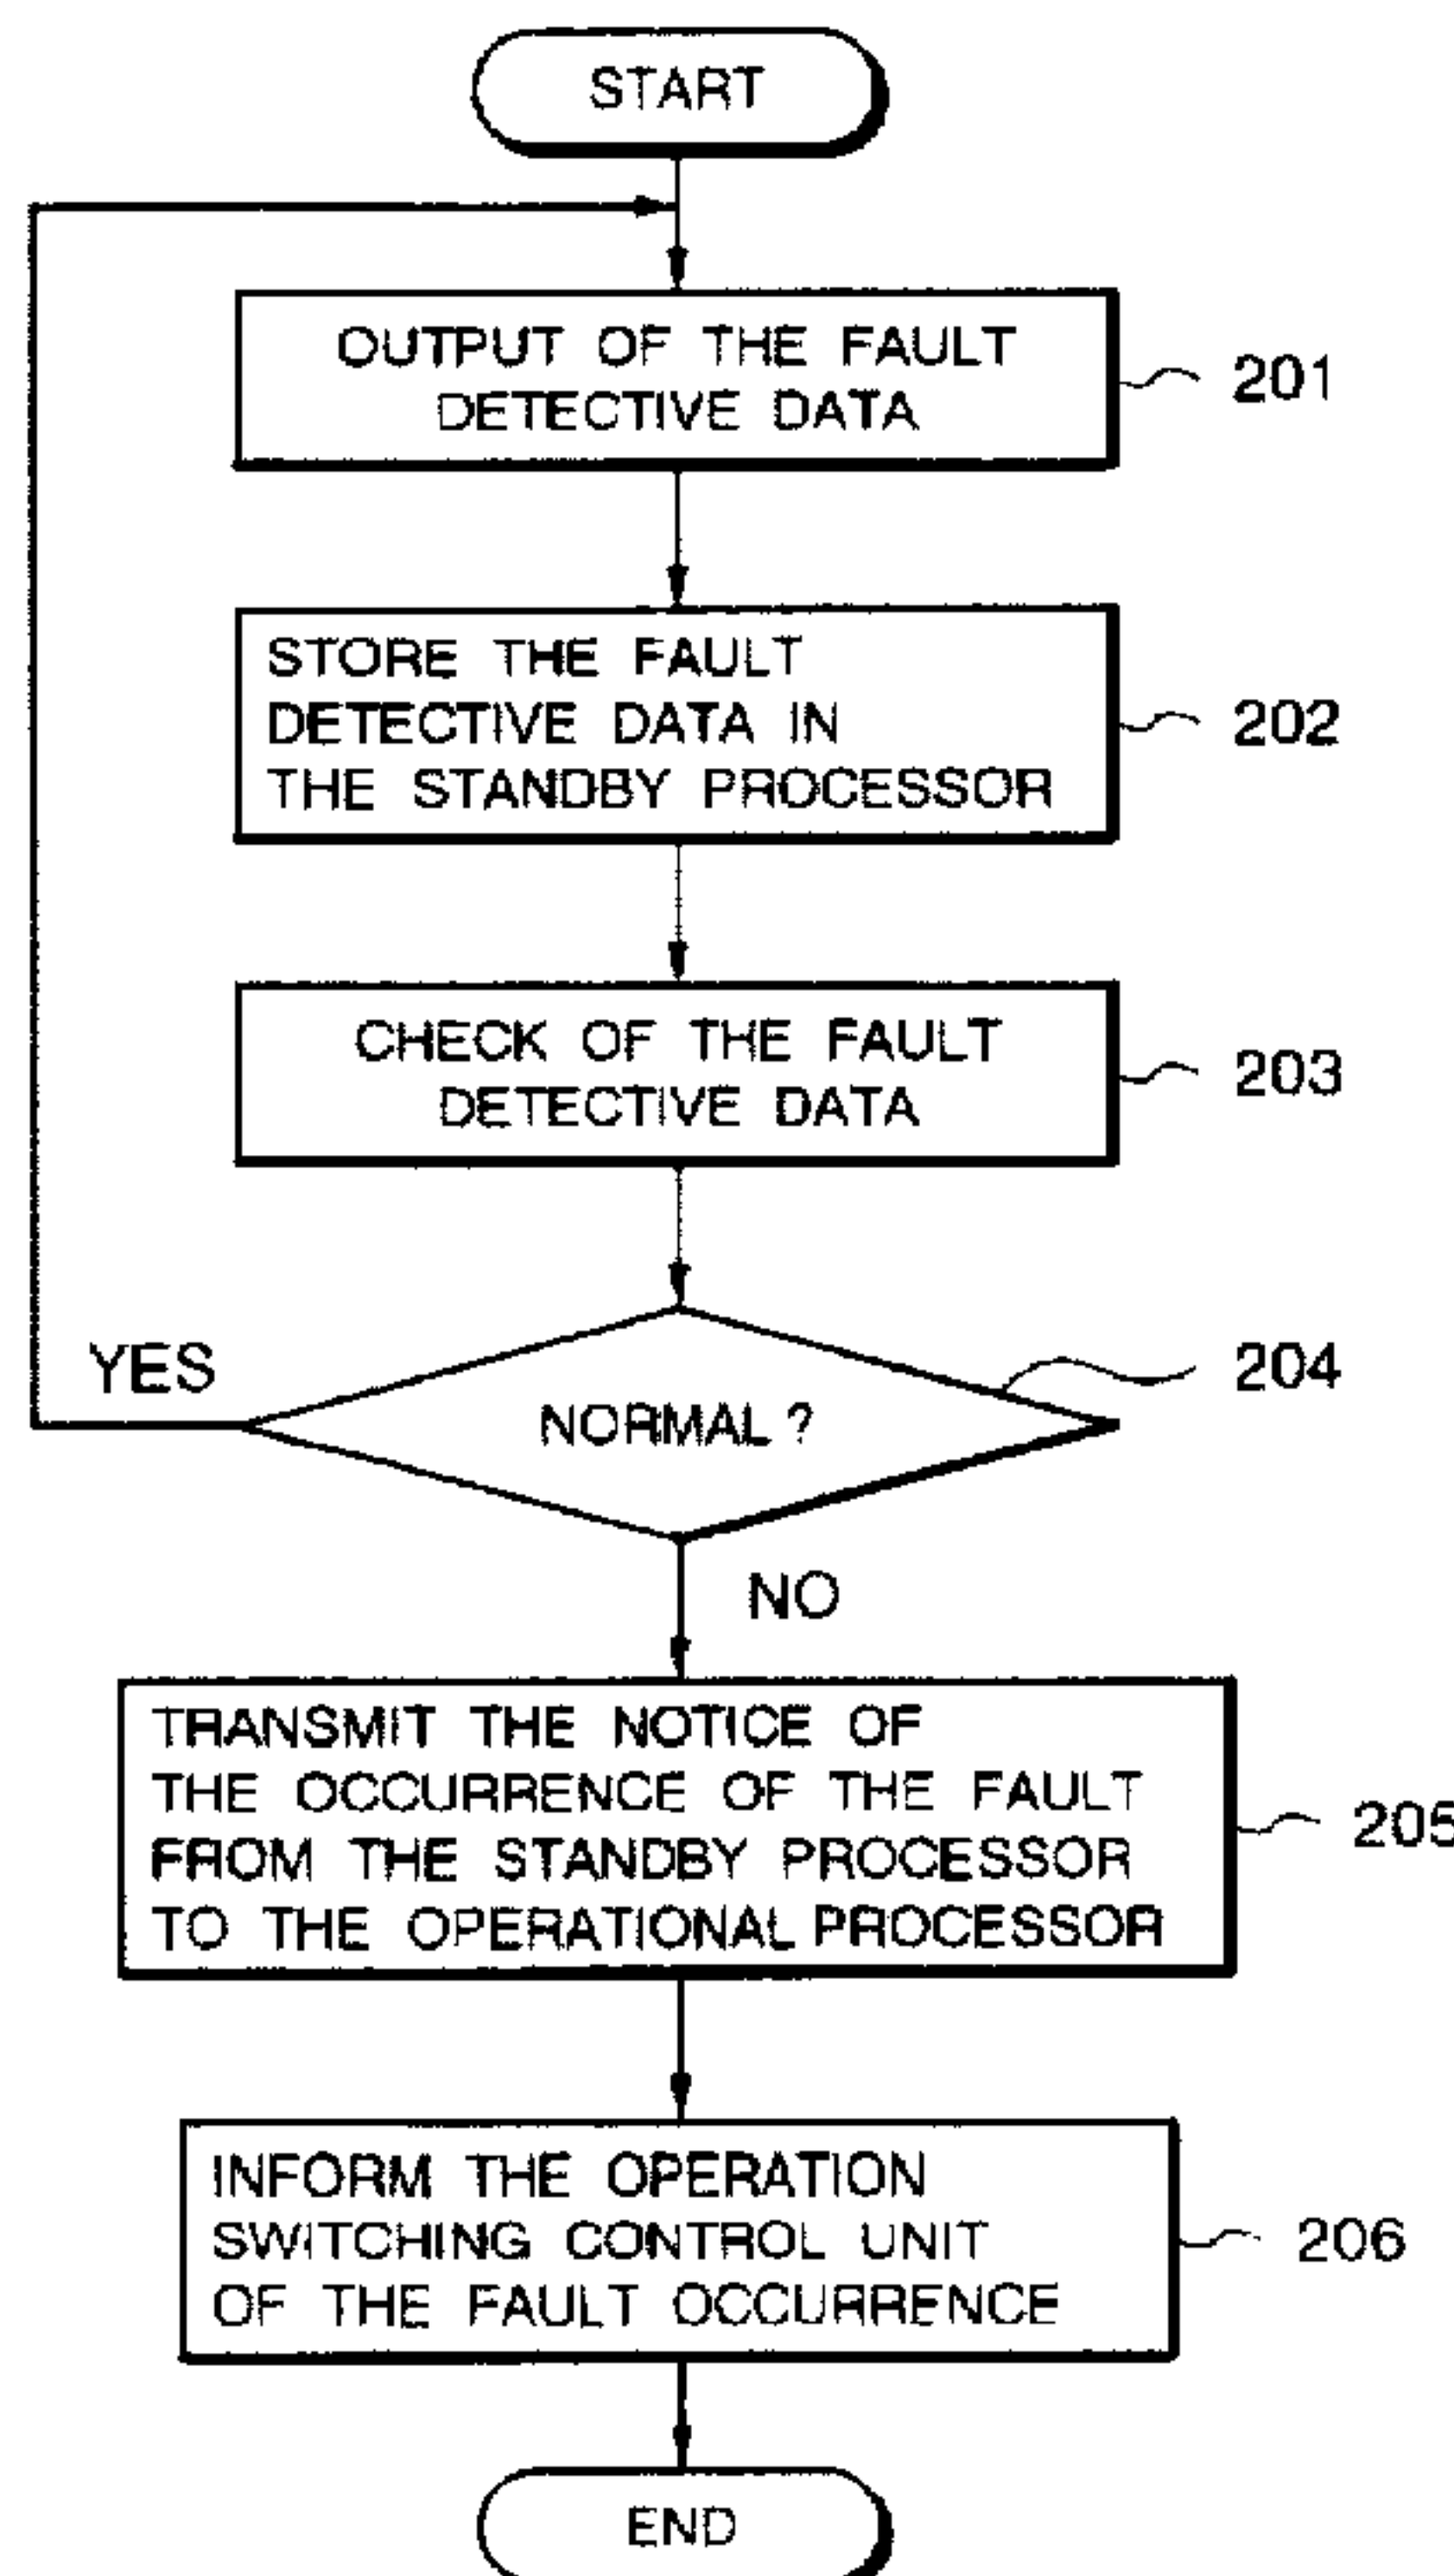 START
OUTPUT OF THE FAULT
DETECTIVE DATA
201
STORE THE FAULT
DETECTIVE DATA IN
THE STANDBY PROCESSOR
202
CHECK OF THE FAULT
DETECTIVE DATA
203
YES
NORMAL ?
204
NO
TRANSMIT THE NOTICE OF
THE OCCURRENCE OF THE FAULT
FROM THE STANDBY PROCESSOR
TO THE OPERATIONAL PROCESSOR
205
INFORM THE OPERATION
SWITCHING CONTROL UNIT
OF THE FAULT OCCURRENCE
206
END